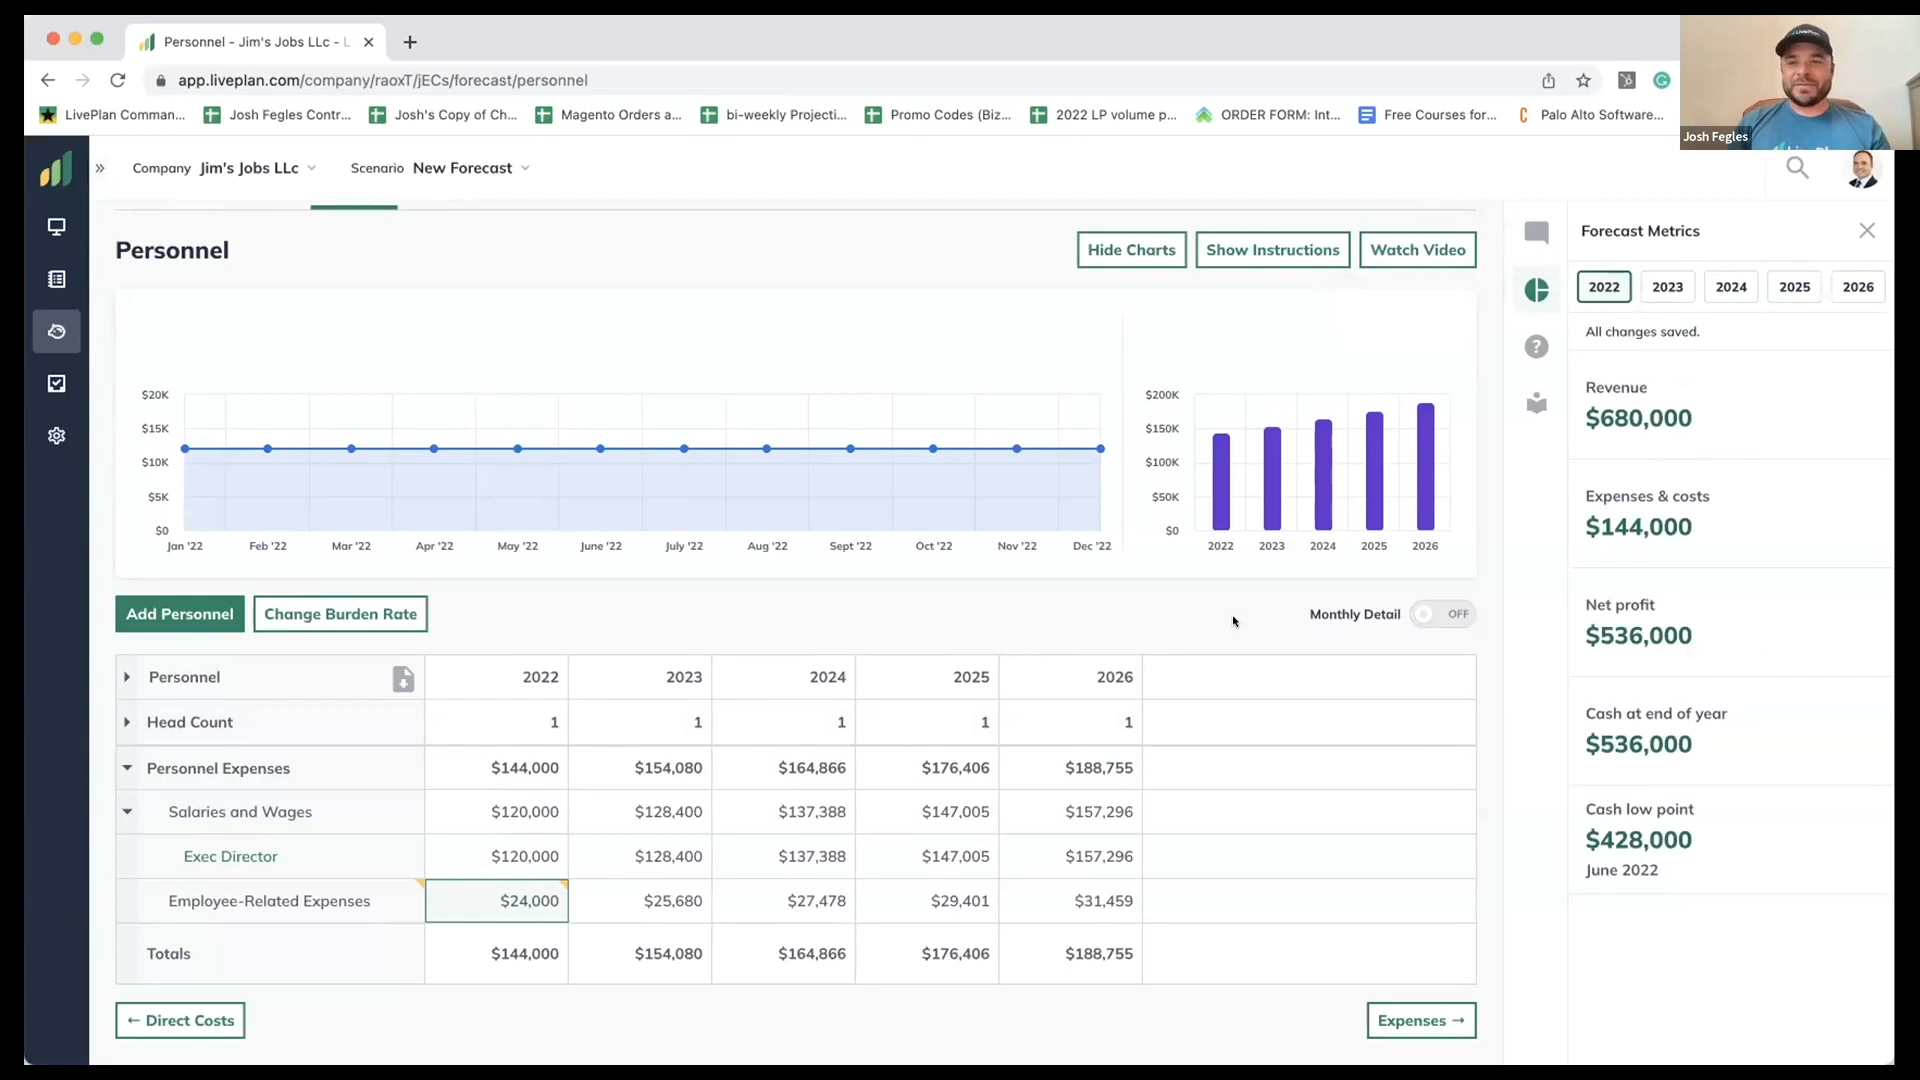 Personnel - Jim's Jobs LLc - L
app.liveplan.com/company/raoxT/jECs/forecast/personnel
LivePlan Comman... Josh Fegles Contr... Josh's Copy of Ch... Magento Orders a... bi-weekly Projecti... Promo Codes (Biz... 2022 LP volume p... ORDER FORM: Int... Free Courses for... Palo Alto Software...
Josh Fegles
Company Jim's Jobs LLc Scenario New Forecast
Personnel
Hide Charts Show Instructions Watch Video
$20K
$15K
$10K
$5K
$0
Jan '22 Feb '22 Mar '22 Apr '22 May '22 June '22 July '22 Aug '22 Sept '22 Oct '22 Nov '22 Dec '22
$200K
$150K
$100K
$50K
$0
2022 2023 2024 2025 2026
Add Personnel Change Burden Rate Monthly Detail OFF
Personnel 2022 2023 2024 2025 2026
Head Count 1 1 1 1 1
Personnel Expenses $144,000 $154,080 $164,866 $176,406 $188,755
Salaries and Wages $120,000 $128,400 $137,388 $147,005 $157,296
Exec Director $120,000 $128,400 $137,388 $147,005 $157,296
Employee-Related Expenses $24,000 $25,680 $27,478 $29,401 $31,459
Totals $144,000 $154,080 $164,866 $176,406 $188,755
← Direct Costs Expenses →
Forecast Metrics
2022 2023 2024 2025 2026
All changes saved.
Revenue
$680,000
Expenses & costs
$144,000
Net profit
$536,000
Cash at end of year
$536,000
Cash low point
$428,000
June 2022